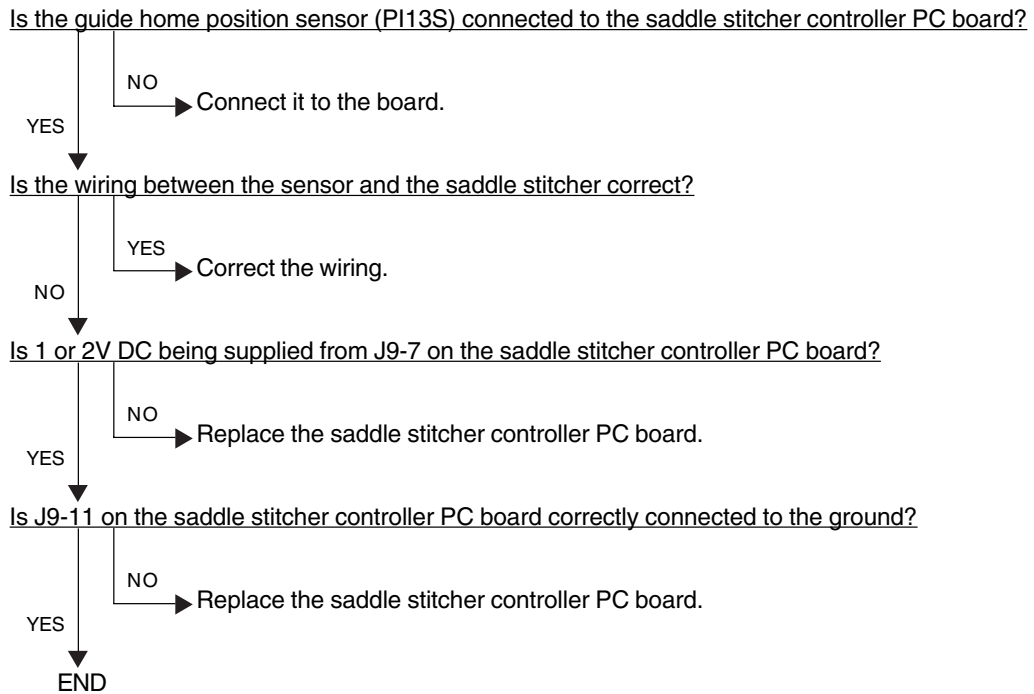 Is the guide home position sensor (PI13S) connected to the saddle stitcher controller PC board?
NO
Connect it to the board.
YES
Is the wiring between the sensor and the saddle stitcher correct?
YES
Correct the wiring.
NO
Is 1 or 2V DC being supplied from J9-7 on the saddle stitcher controller PC board?
NO
Replace the saddle stitcher controller PC board.
YES
Is J9-11 on the saddle stitcher controller PC board correctly connected to the ground?
NO
Replace the saddle stitcher controller PC board.
YES
END